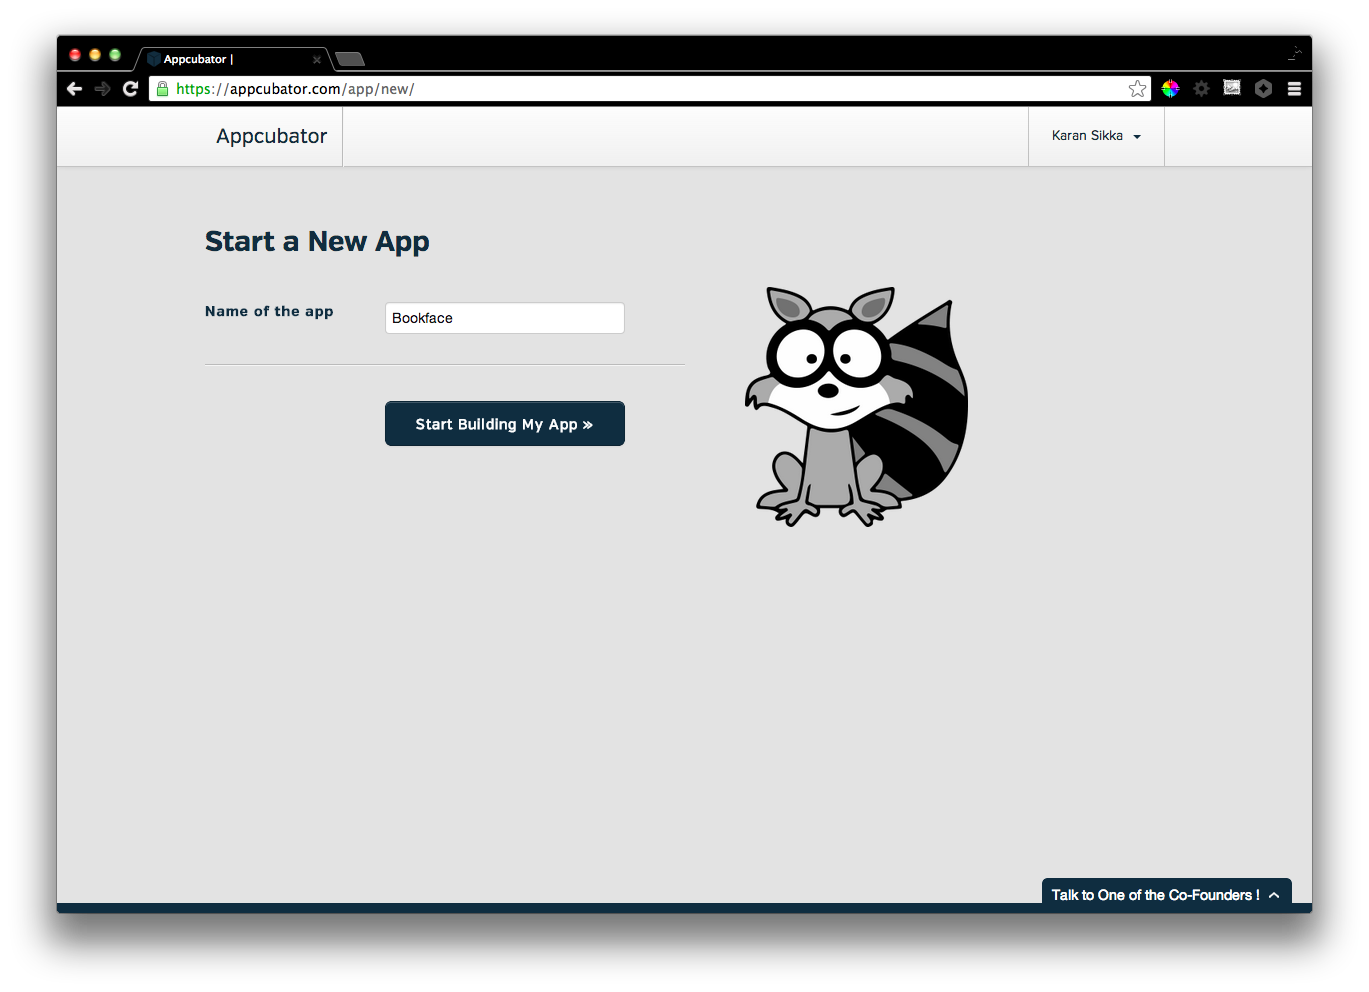 Appcubator |
https://appcubator.com/app/new/
Appcubator
Karan Sikka
Start a New App
Name of the app
Bookface
Start Building My App »
Talk to One of the Co-Founders !